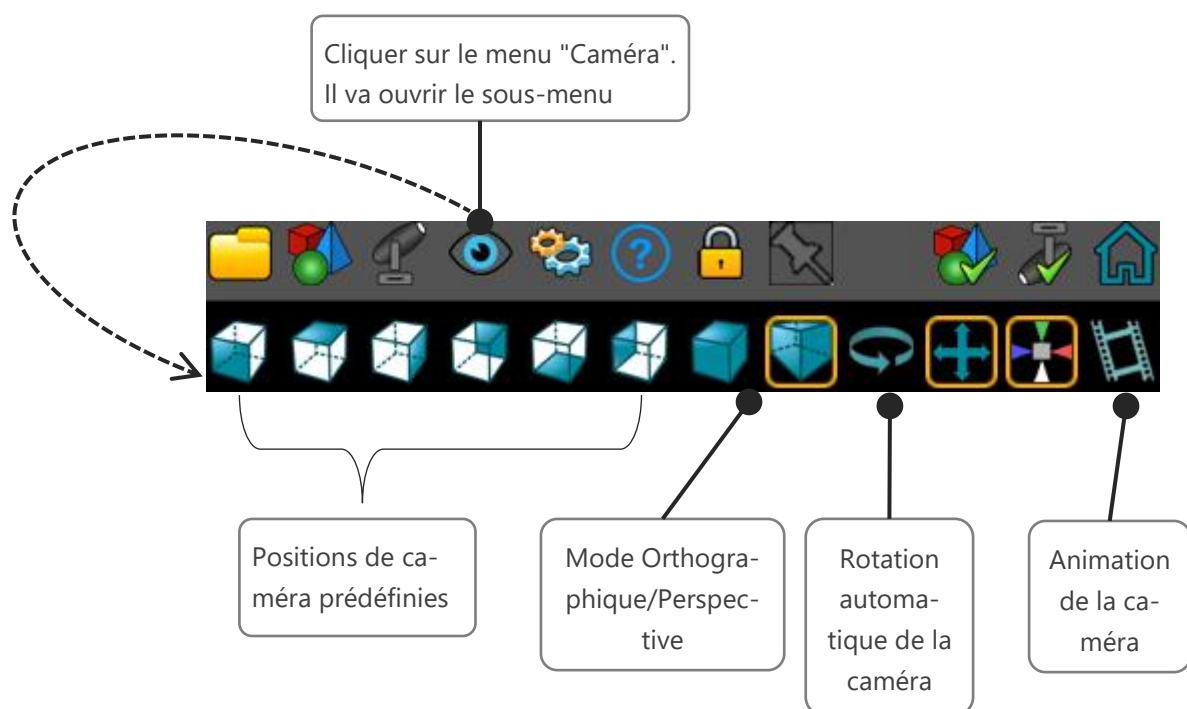 Cliquer sur le menu "Caméra".
Il va ouvrir le sous-menu
?
Positions de ca-
méra prédéfinies
Mode Orthogra-
phique/Perspec-
tive
Rotation
automa-
tique de la
caméra
Animation
de la ca-
méra